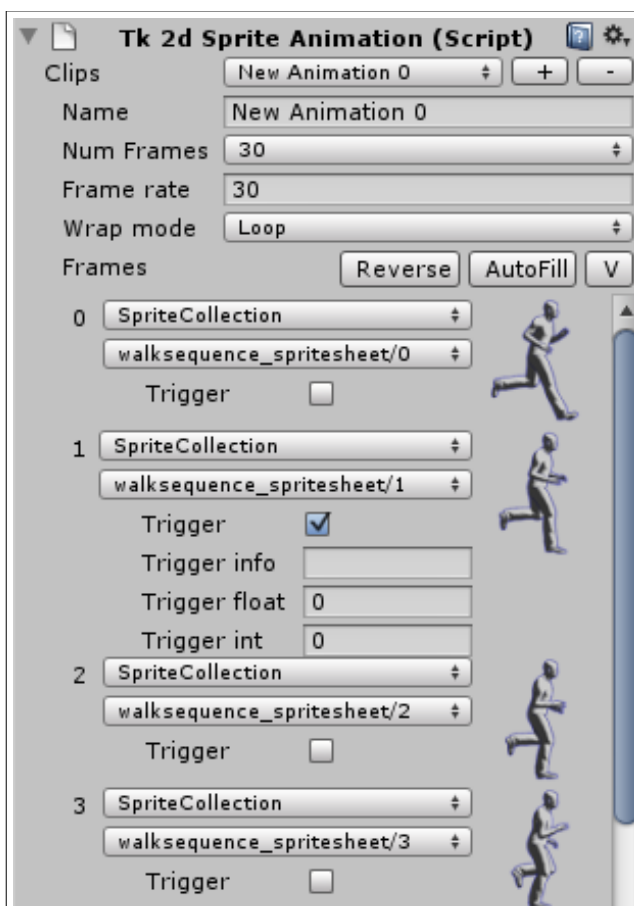 Tk 2d Sprite Animation (Script)
Clips New Animation 0 + -
Name New Animation 0
Num Frames 30
Frame rate 30
Wrap mode Loop
Frames Reverse AutoFill V
0 SpriteCollection
walksequence_spritesheet/0
Trigger
1 SpriteCollection
walksequence_spritesheet/1
Trigger
Trigger info
Trigger float 0
Trigger int 0
2 SpriteCollection
walksequence_spritesheet/2
Trigger
3 SpriteCollection
walksequence_spritesheet/3
Trigger